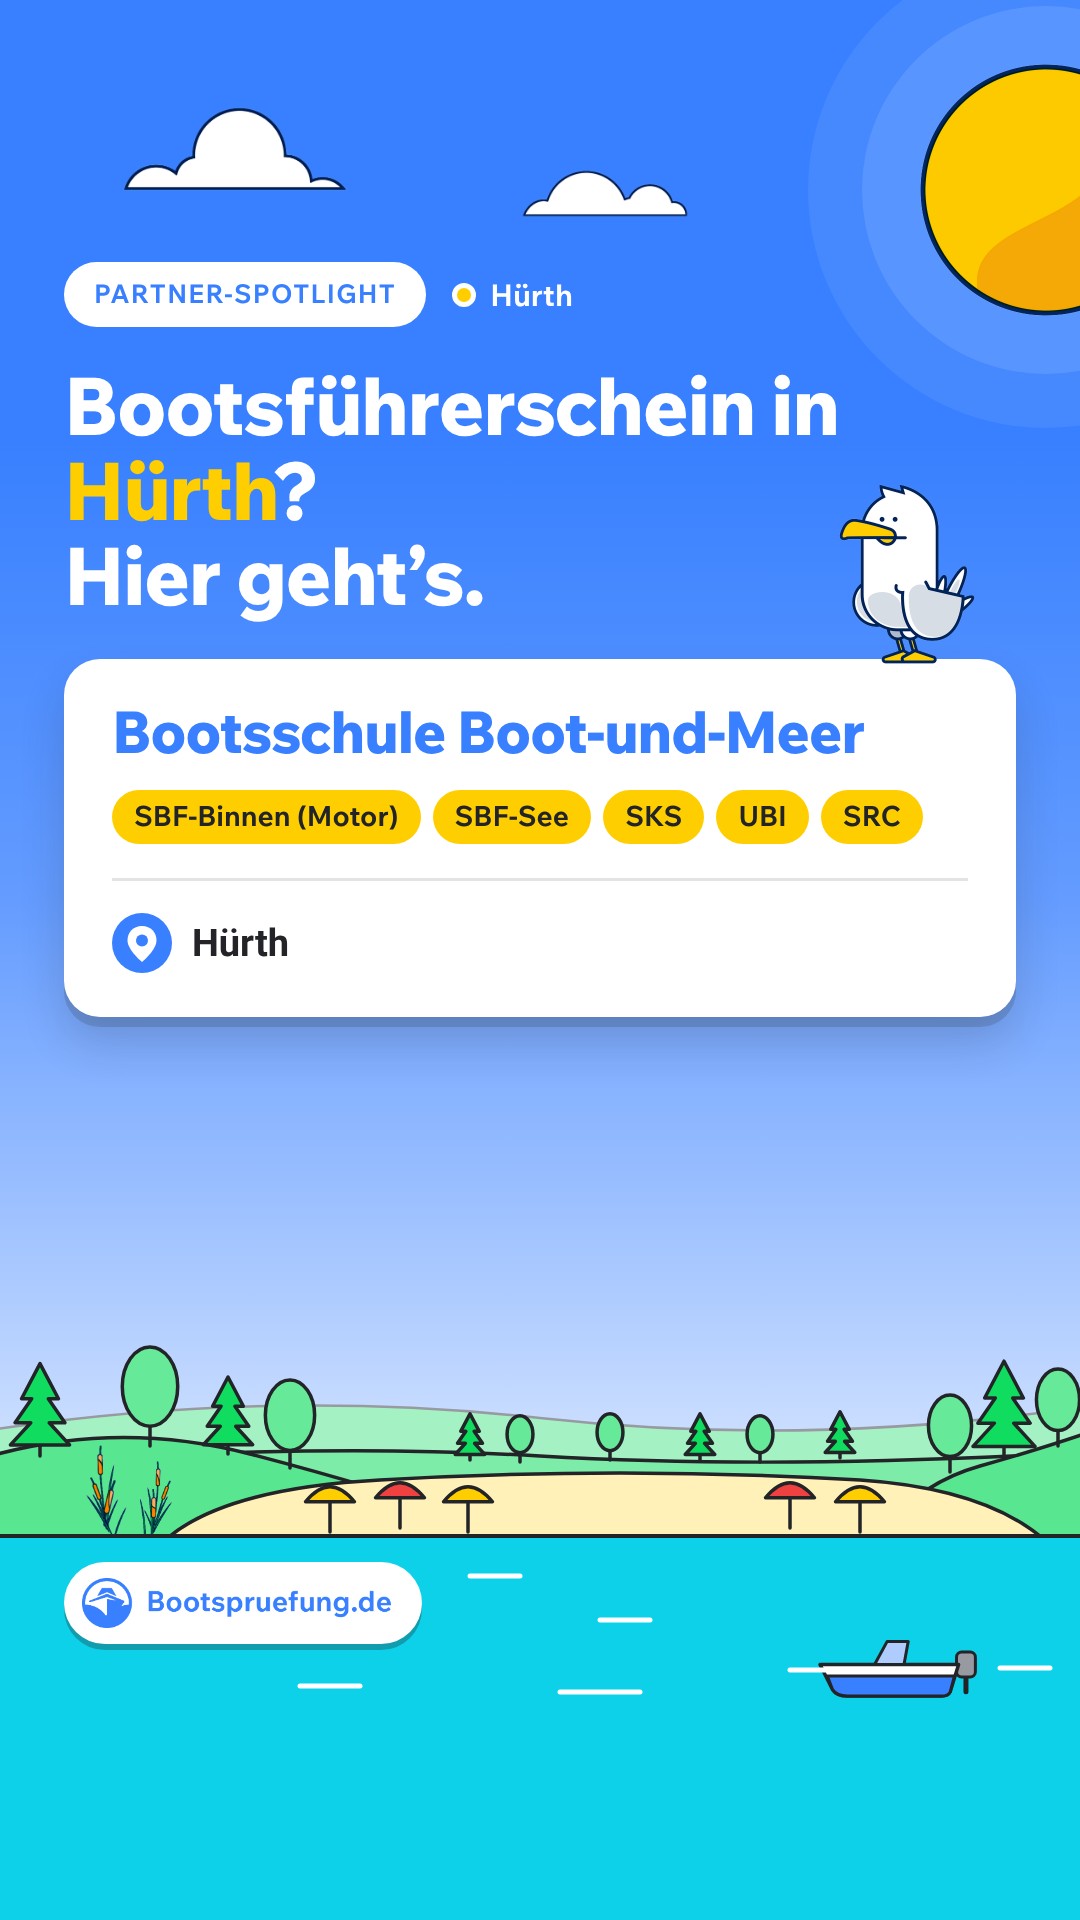 PARTNER-SPOTLIGHT
Hürth
Bootsführerschein in
Hürth?
Hier geht’s.
Bootsschule Boot-und-Meer
SBF-Binnen (Motor)
SBF-See
SKS
UBI
SRC
Hürth
Bootspruefung.de